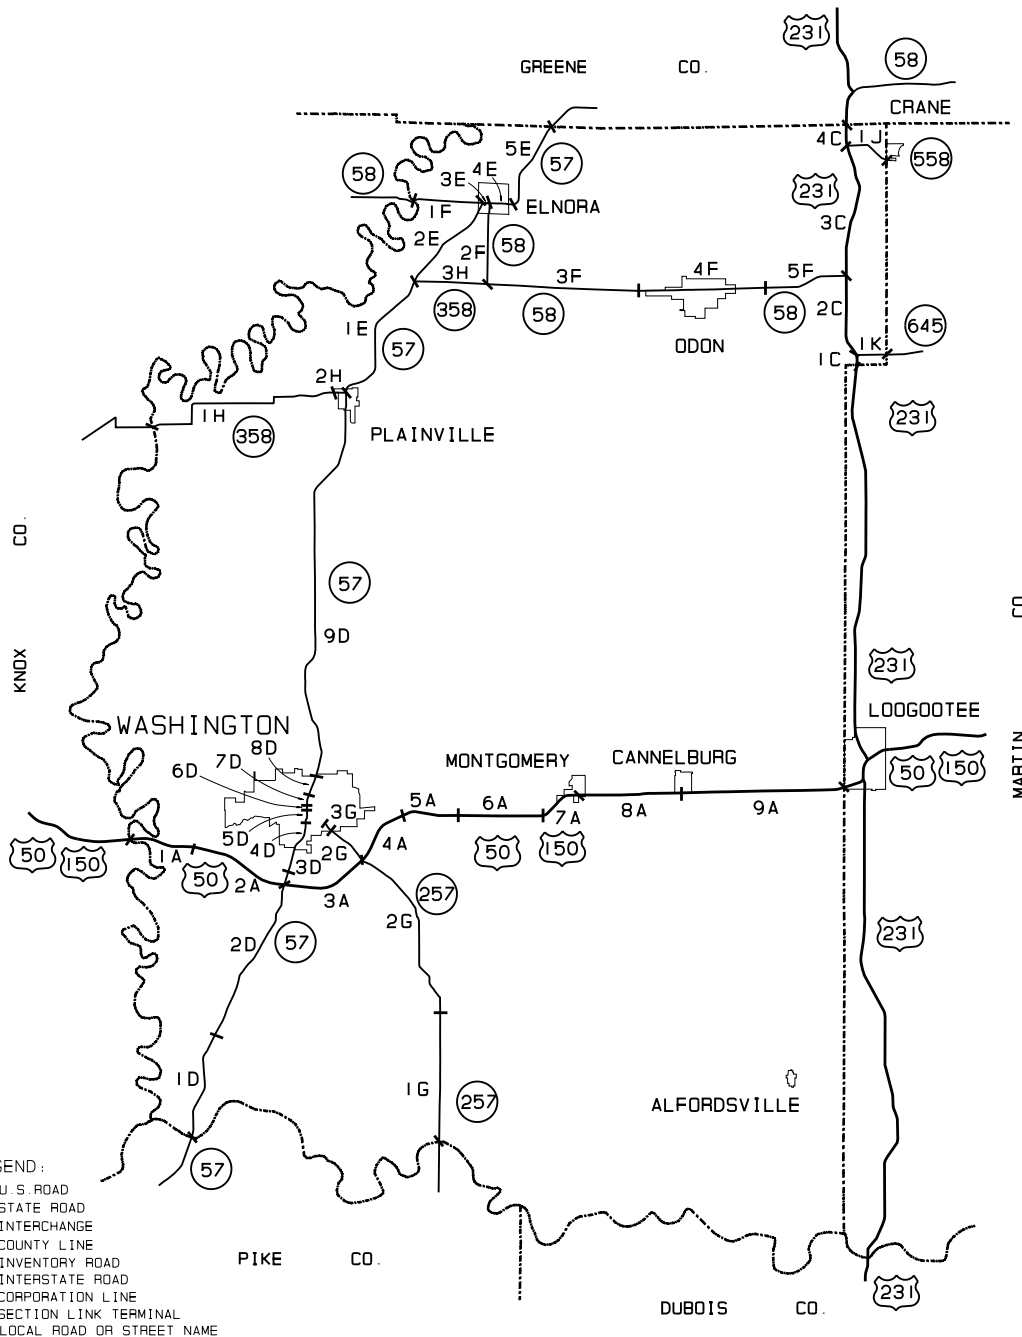 231
GREENE CO.
58
CRANE
4C 1J
5E
57
558
58
3E 4E
231
1F
ELNORA
3C
2E
2F
58
3H
3F
4F
5F
358
58
58
2C
1E
645
57
ODON
1K
1C
2H
1H
231
358
PLAINVILLE
KNOX CO.
57
MARTIN CO
9D
231
LOOGOOTEE
WASHINGTON
8D
7D
6D
MONTGOMERY
CANNELBURG
50
150
3G
5A
6A
7A
8A
9A
5D
4D
2G
4A
50
150
50
150
1A
50
2A
3D
3A
257
2G
2D
57
231
1D
1G
257
ALFORDSVILLE
57
GEND:
U.S. ROAD
STATE ROAD
INTERCHANGE
COUNTY LINE
INVENTORY ROAD
INTERSTATE ROAD
CORPORATION LINE
SECTION LINK TERMINAL
LOCAL ROAD OR STREET NAME
PIKE CO.
231
DUBOIS CO.